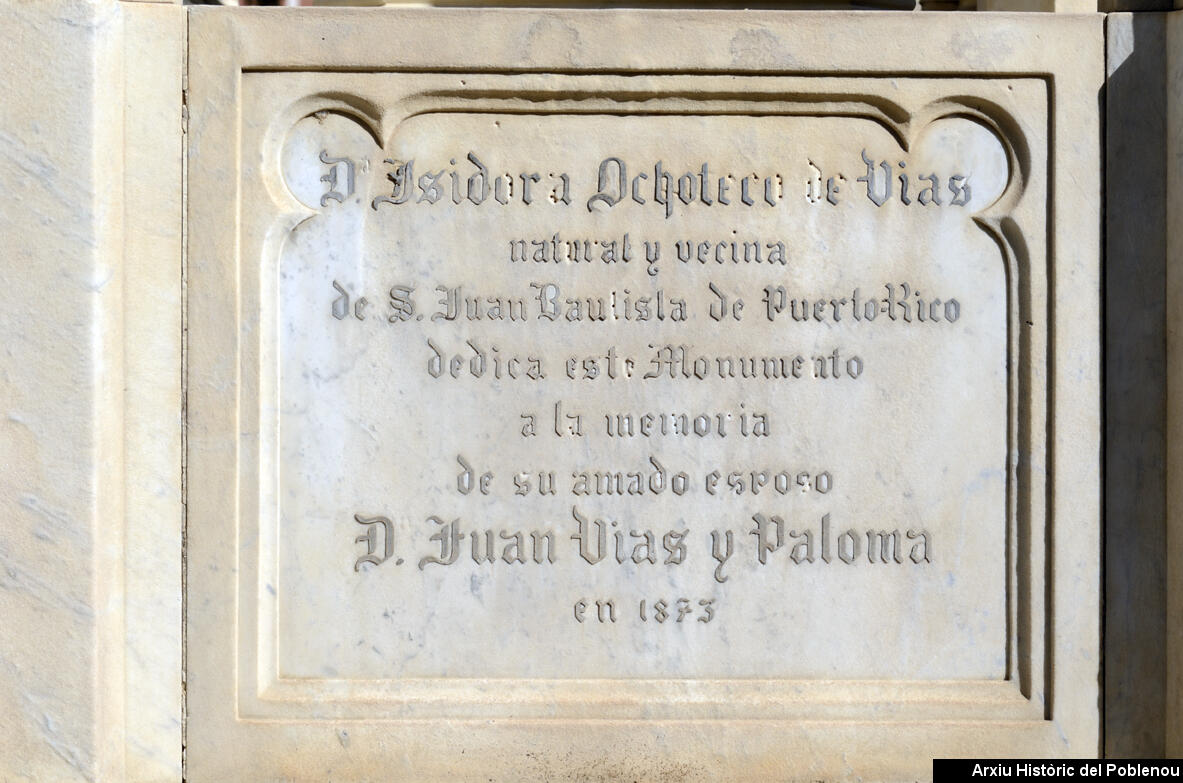 Dª. Isidora Ochoteco de Vias
natural y vecina
de S. Juan Bautista de Puerto-Rico
dedica este Monumento
a la memoria
de su amado esposo
D. Juan Vias y Paloma
en 1873
Arxiu Històric del Poblenou